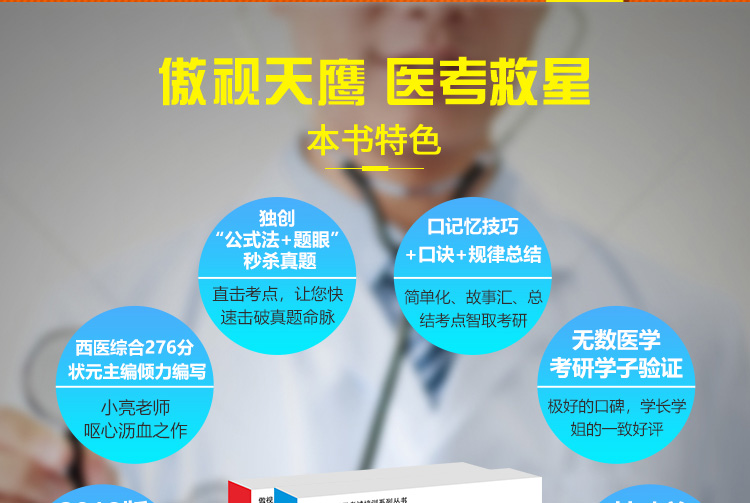 傲视天鹰 医考救星
本书特色
独创
“公式法+题眼”
秒杀真题
直击考点，让您快
速击破真题命脉
口记忆技巧
+口诀+规律总结
简单化、故事汇、总
结考点智取考研
西医综合276分
状元主编倾力编写
小亮老师
呕心沥血之作
无数医学
考研学子验证
极好的口碑，学长学
姐的一致好评
傲视